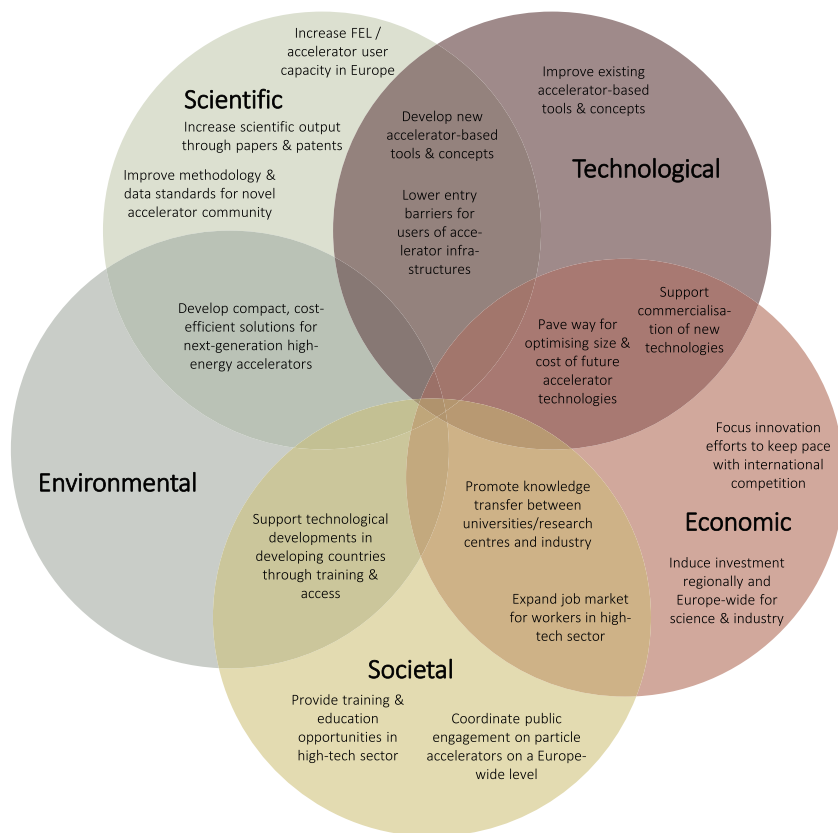 Increase FEL /
accelerator user
capacity in Europe
Scientific
Increase scientific output
through papers & patents
Improve methodology &
data standards for novel
accelerator community
Develop new
accelerator-based
tools & concepts
Lower entry
barriers for
users of acce-
lerator infra-
structures
Improve existing
accelerator-based
tools & concepts
Technological
Develop compact, cost-
efficient solutions for
next-generation high-
energy accelerators
Pave way for
optimising size &
cost of future
accelerator
technologies
Support
commercialisa-
tion of new
technologies
Focus innovation
efforts to keep pace
with international
competition
Economic
Induce investment
regionally and
Europe-wide for
science & industry
Environmental
Support technological
developments in
developing countries
through training &
access
Promote knowledge
transfer between
universities/research
centres and industry
Expand job market
for workers in high-
tech sector
Societal
Provide training &
education
opportunities in
high-tech sector
Coordinate public
engagement on particle
accelerators on a Europe-
wide level